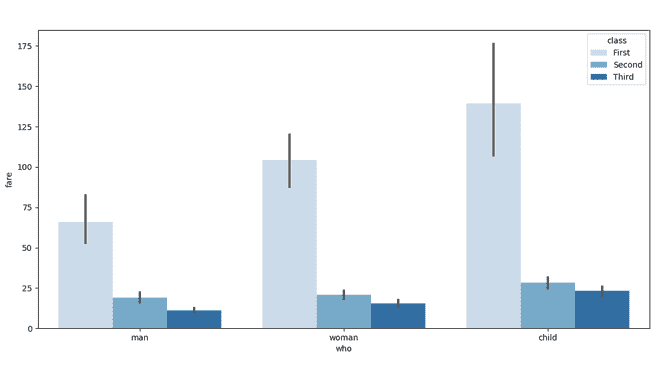 175
150
125
100
75
50
25
0
fare
man
woman
child
who
class
First
Second
Third